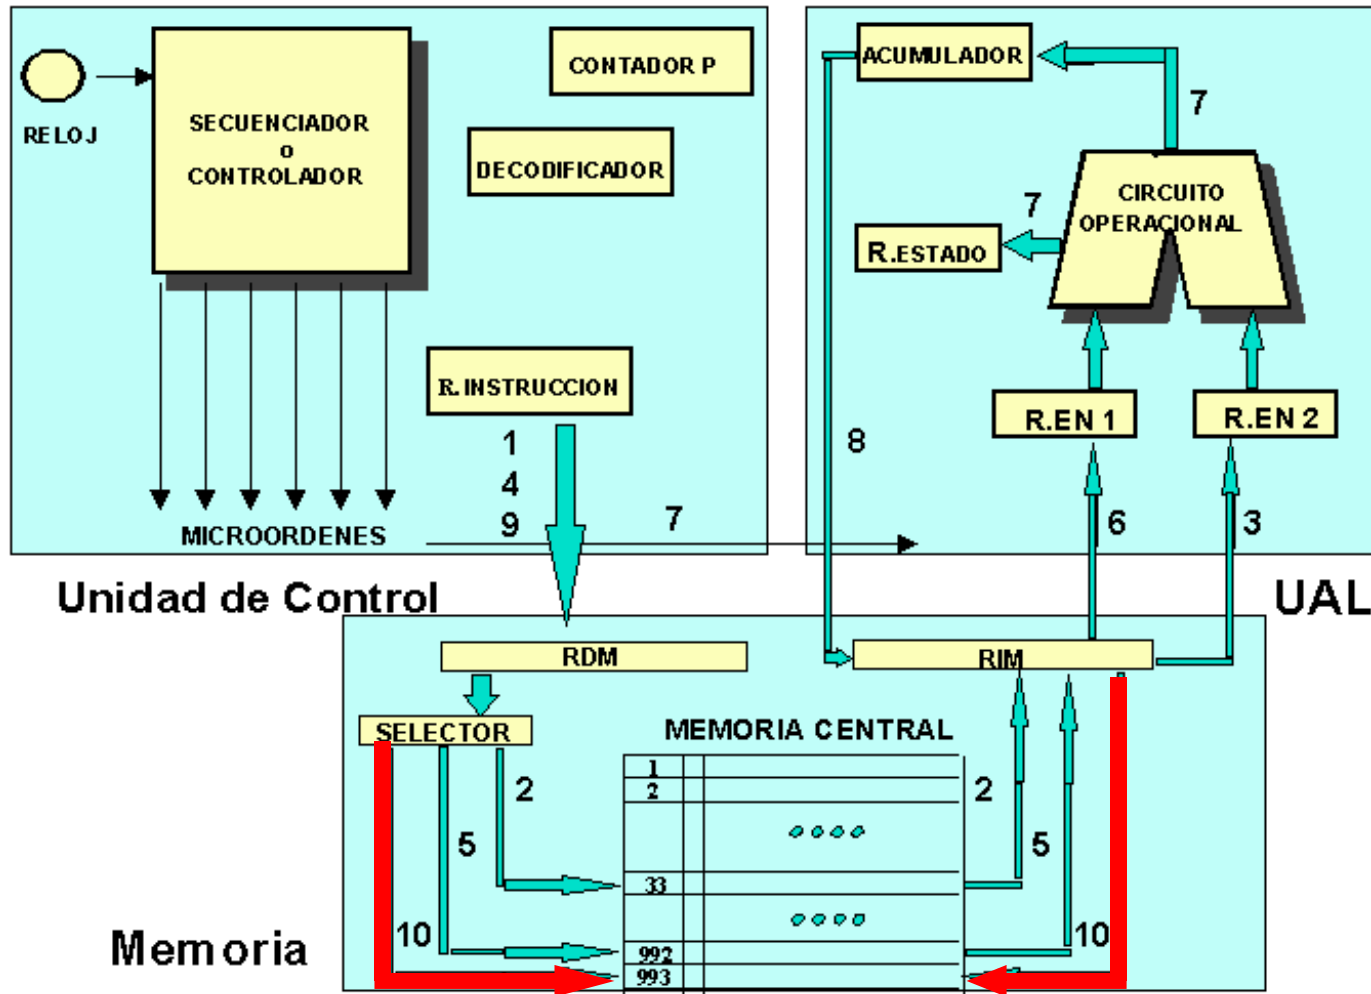 RELOJ
SECUENCIADOR
o
CONTROLADOR
CONTADOR P
DECODIFICADOR
R.INSTRUCCION
1
4
9
7
MICROORDENES
Unidad de Control
ACUMULADOR
7
CIRCUITO
OPERACIONAL
7
R.ESTADO
R.EN 1
R.EN 2
8
6
3
UAL
RDM
RIM
SELECTOR
MEMORIA CENTRAL
1
2
2
2
5
5
33
10
10
992
993
Memoria